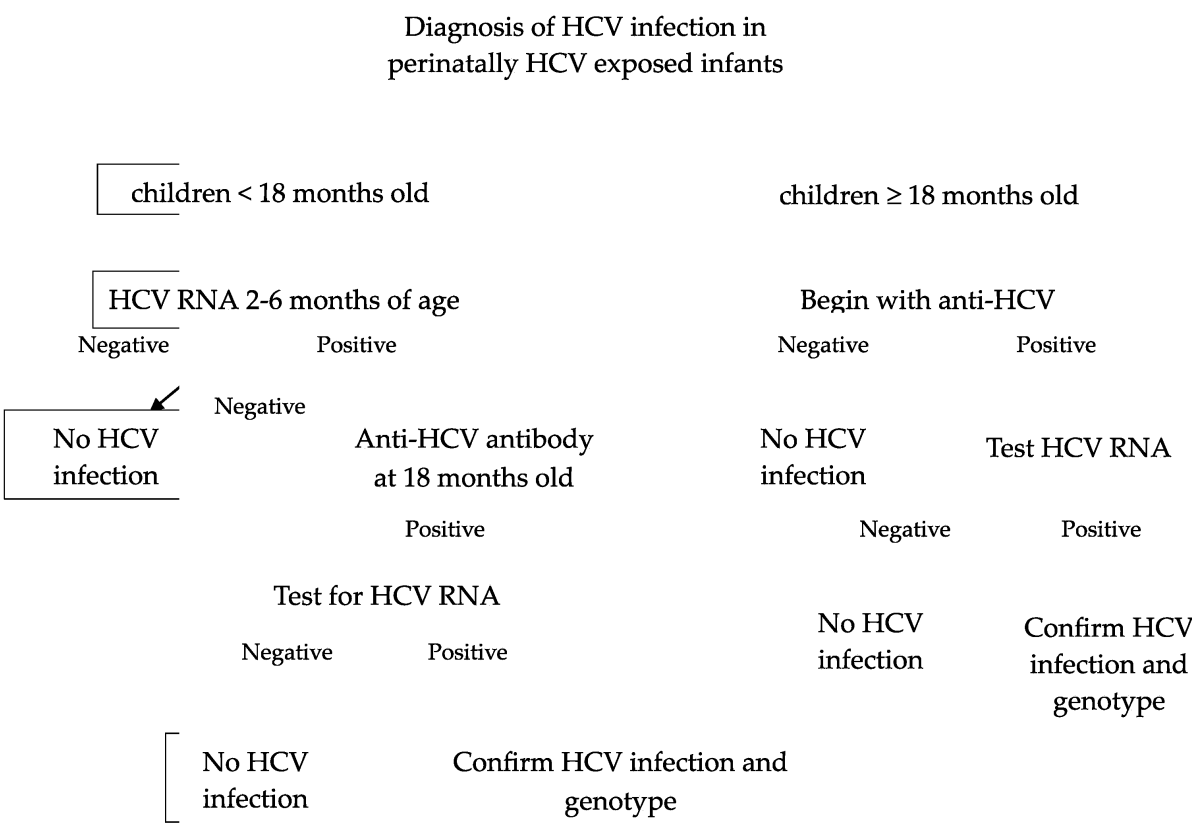 Diagnosis of HCV infection in
perinatally HCV exposed infants
children < 18 months old
children ≥ 18 months old
HCV RNA 2-6 months of age
Begin with anti-HCV
Negative
Positive
Negative
Positive
Negative
No HCV
infection
Anti-HCV antibody
at 18 months old
No HCV
infection
Test HCV RNA
Positive
Negative
Positive
Test for HCV RNA
No HCV
infection
Confirm HCV
infection and
genotype
Negative
Positive
No HCV
infection
Confirm HCV infection and
genotype